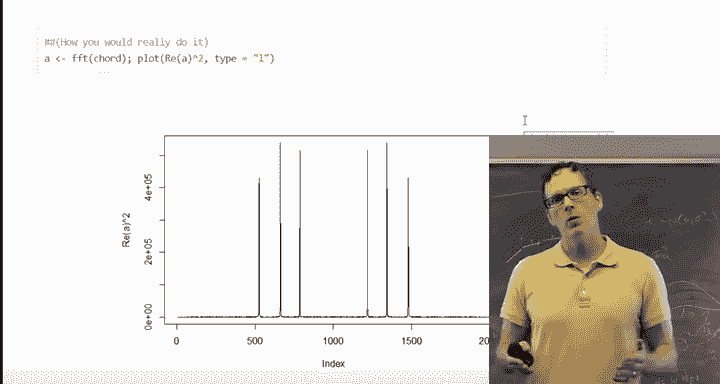 ##(How you would really do it)
a <- fft(chord); plot(Re(a)^2, type = "l")
Re(a)^2
4e+05
2e+05
0e+00
0
500
1000
1500
Index